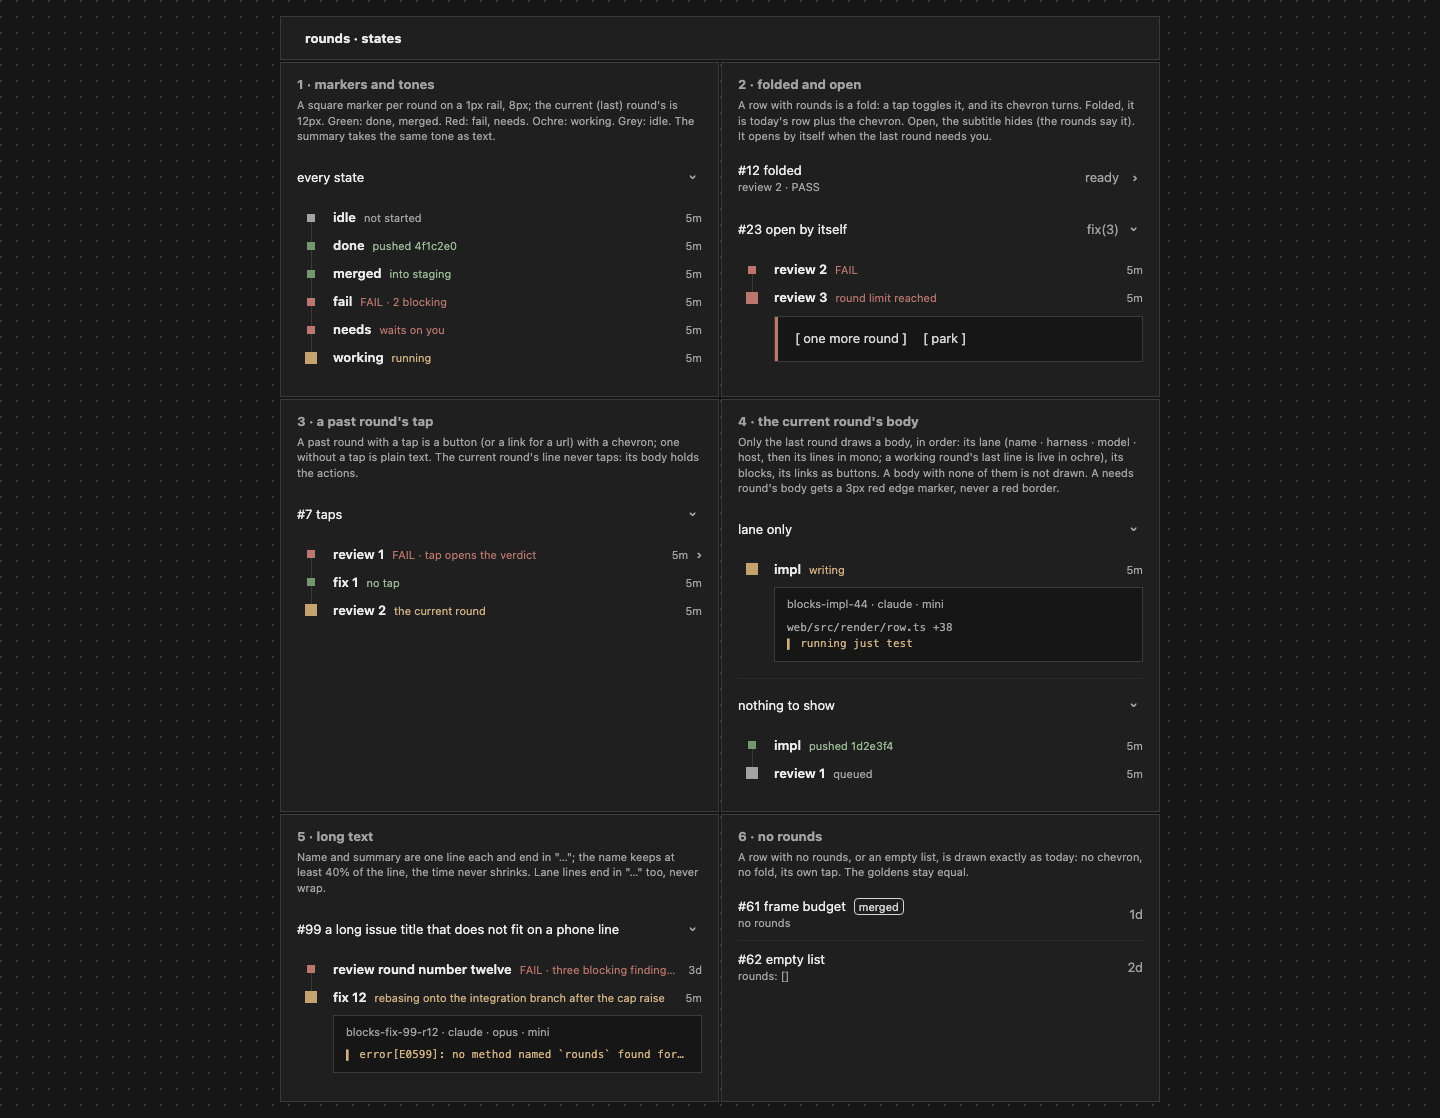 rounds · states
1 · markers and tones
A square marker per round on a 1px rail, 8px; the current (last) round's is
12px. Green: done, merged. Red: fail, needs. Ochre: working. Grey: idle. The
summary takes the same tone as text.
every state
idle not started 5m
done pushed 4f1c2e0 5m
merged into staging 5m
fail FAIL · 2 blocking 5m
needs waits on you 5m
working running 5m
2 · folded and open
A row with rounds is a fold: a tap toggles it, and its chevron turns. Folded, it
is today's row plus the chevron. Open, the subtitle hides (the rounds say it).
It opens by itself when the last round needs you.
#12 folded ready
review 2 · PASS
#23 open by itself fix(3)
review 2 FAIL 5m
review 3 round limit reached 5m
[ one more round ] [ park ]
3 · a past round's tap
A past round with a tap is a button (or a link for a url) with a chevron; one
without a tap is plain text. The current round's line never taps: its body holds
the actions.
#7 taps
review 1 FAIL · tap opens the verdict 5m
fix 1 no tap 5m
review 2 the current round 5m
4 · the current round's body
Only the last round draws a body, in order: its lane (name · harness · model ·
host, then its lines in mono; a working round's last line is live in ochre), its
blocks, its links as buttons. A body with none of them is not drawn. A needs
round's body gets a 3px red edge marker, never a red border.
lane only
impl writing 5m
blocks-impl-44 · claude · mini
web/src/render/row.ts +38
running just test
nothing to show
impl pushed 1d2e3f4 5m
review 1 queued 5m
5 · long text
Name and summary are one line each and end in "…"; the name keeps at
least 40% of the line, the time never shrinks. Lane lines end in "…" too, never
wrap.
#99 a long issue title that does not fit on a phone line
review round number twelve FAIL · three blocking finding… 3d
fix 12 rebasing onto the integration branch after the cap raise 5m
blocks-fix-99-r12 · claude · opus · mini
error[E0599]: no method named `rounds` found for…
6 · no rounds
A row with no rounds, or an empty list, is drawn exactly as today: no chevron,
no fold, its own tap. The goldens stay equal.
#61 frame budget merged 1d
no rounds
#62 empty list 2d
rounds: []